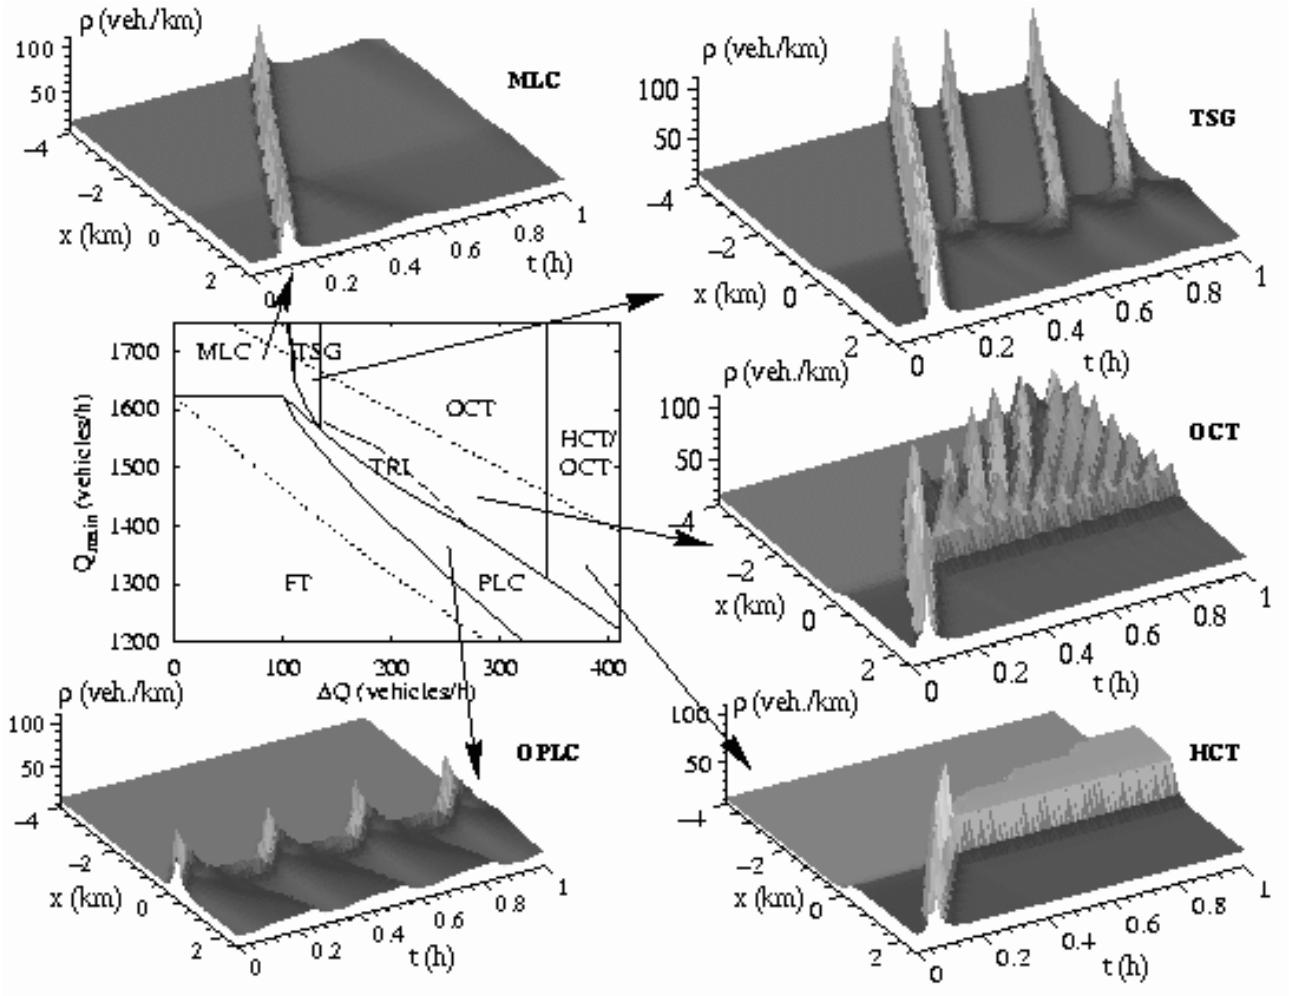 ρ (veh./km)
100
50
−4
−2
0
2
x (km)
0
0.2
0.4
0.6
0.8
1
t (h)
MLC
ρ (veh./km)
100
50
−4
−2
0
2
x (km)
0
0.2
0.4
0.6
0.8
1
t (h)
TSG
1700
1600
1500
1400
1300
1200
Q_main (vehicles/h)
MLC
TSG
OCT
HCT/
OCT
TRI
FT
PLC
0
100
200
300
400
ΔQ (vehicles/h)
ρ (veh./km)
100
50
−4
−2
0
2
x (km)
0
0.2
0.4
0.6
0.8
1
t (h)
OCT
ρ (veh./km)
100
50
−4
−2
0
2
x (km)
0
0.2
0.4
0.6
0.8
1
t (h)
OPLC
ρ (veh./km)
100
50
−4
−2
0
2
x (km)
0
0.2
0.4
0.6
0.8
1
t (h)
HCT